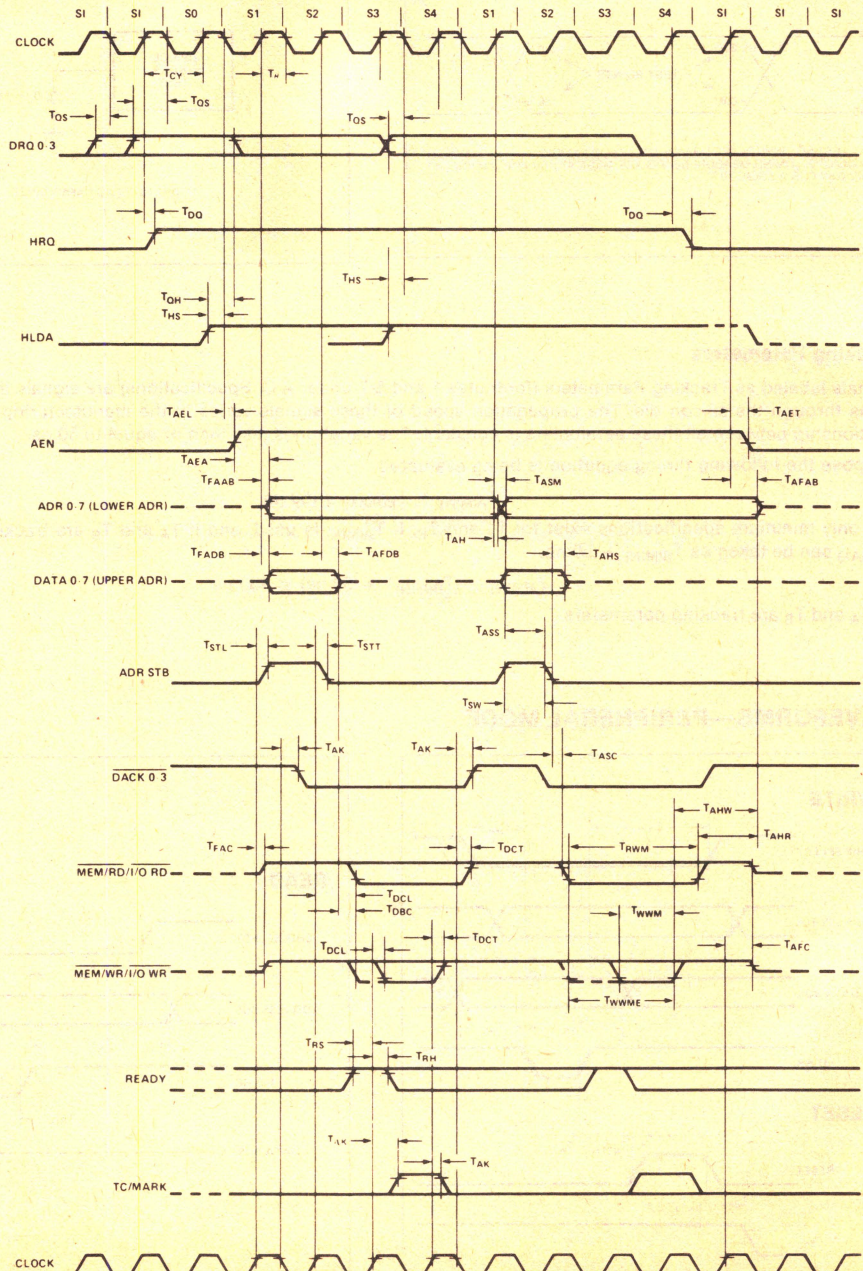 SI SI S0 S1 S2 S3 S4 S1 S2 S3 S4 SI SI SI
CLOCK
TCY
TQS TQS TQS
DRQ 0-3
TDQ TDQ
HRQ
THS
TQH
THS
HLDA
TAEL TAET
AEN
TAEA
TFAAB TASM TAFAB
ADR 0-7 (LOWER ADR)
TAH
TFADB TAFDB TAHS
DATA 0-7 (UPPER ADR)
TSTL TSTT TASS
ADR STB
TSW
TAK TAK TASC
DACK 0-3
TAHW
TFAC TDCT TRWM TAHR
MEM/RD/I/O RD
TDCL
TDBC TWWM
TDCL TDCT TAFC
MEM/WR/I/O WR
TWWME
TRS
TRH
READY
TAK
TAK
TC/MARK
CLOCK